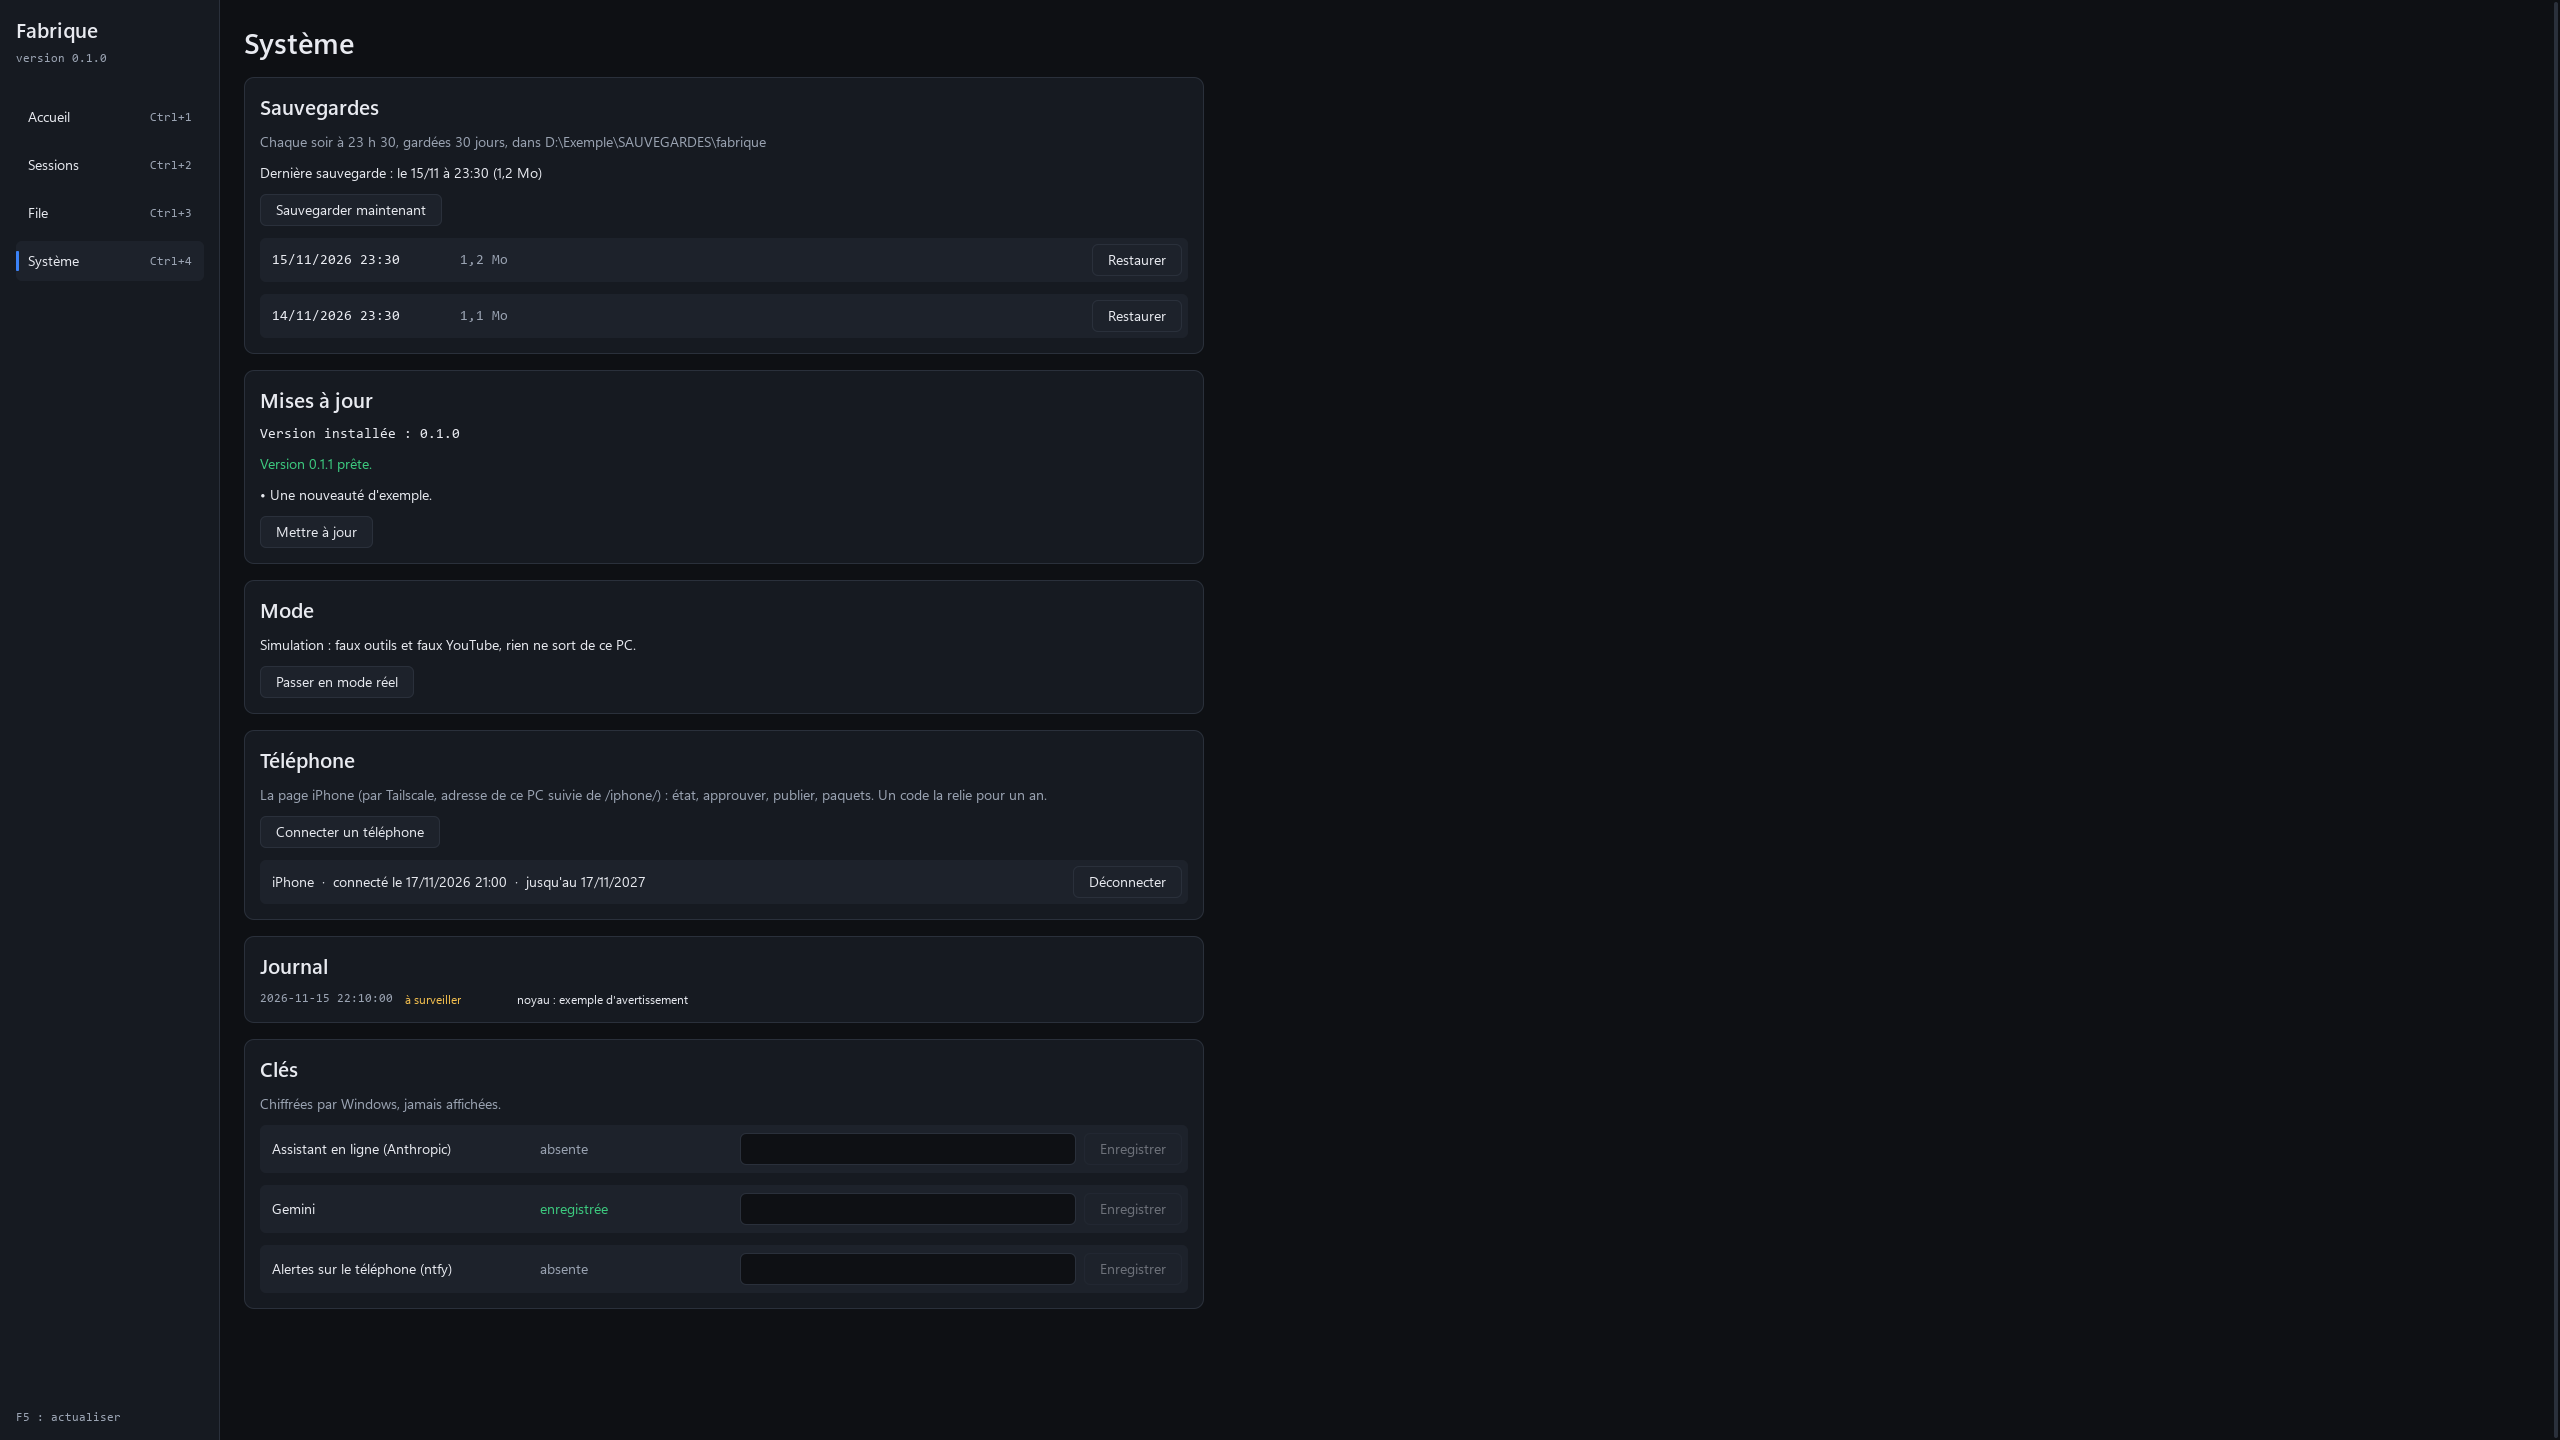 Fabrique
version 0.1.0
Accueil Ctrl+1
Sessions Ctrl+2
File Ctrl+3
Système Ctrl+4
F5 : actualiser
Système
Sauvegardes
Chaque soir à 23 h 30, gardées 30 jours, dans D:\Exemple\SAUVEGARDES\fabrique
Dernière sauvegarde : le 15/11 à 23:30 (1,2 Mo)
Sauvegarder maintenant
15/11/2026 23:30 1,2 Mo Restaurer
14/11/2026 23:30 1,1 Mo Restaurer
Mises à jour
Version installée : 0.1.0
Version 0.1.1 prête.
• Une nouveauté d'exemple.
Mettre à jour
Mode
Simulation : faux outils et faux YouTube, rien ne sort de ce PC.
Passer en mode réel
Téléphone
La page iPhone (par Tailscale, adresse de ce PC suivie de /iphone/) : état, approuver, publier, paquets. Un code la relie pour un an.
Connecter un téléphone
iPhone · connecté le 17/11/2026 21:00 · jusqu'au 17/11/2027 Déconnecter
Journal
2026-11-15 22:10:00 à surveiller noyau : exemple d'avertissement
Clés
Chiffrées par Windows, jamais affichées.
Assistant en ligne (Anthropic) absente Enregistrer
Gemini enregistrée Enregistrer
Alertes sur le téléphone (ntfy) absente Enregistrer